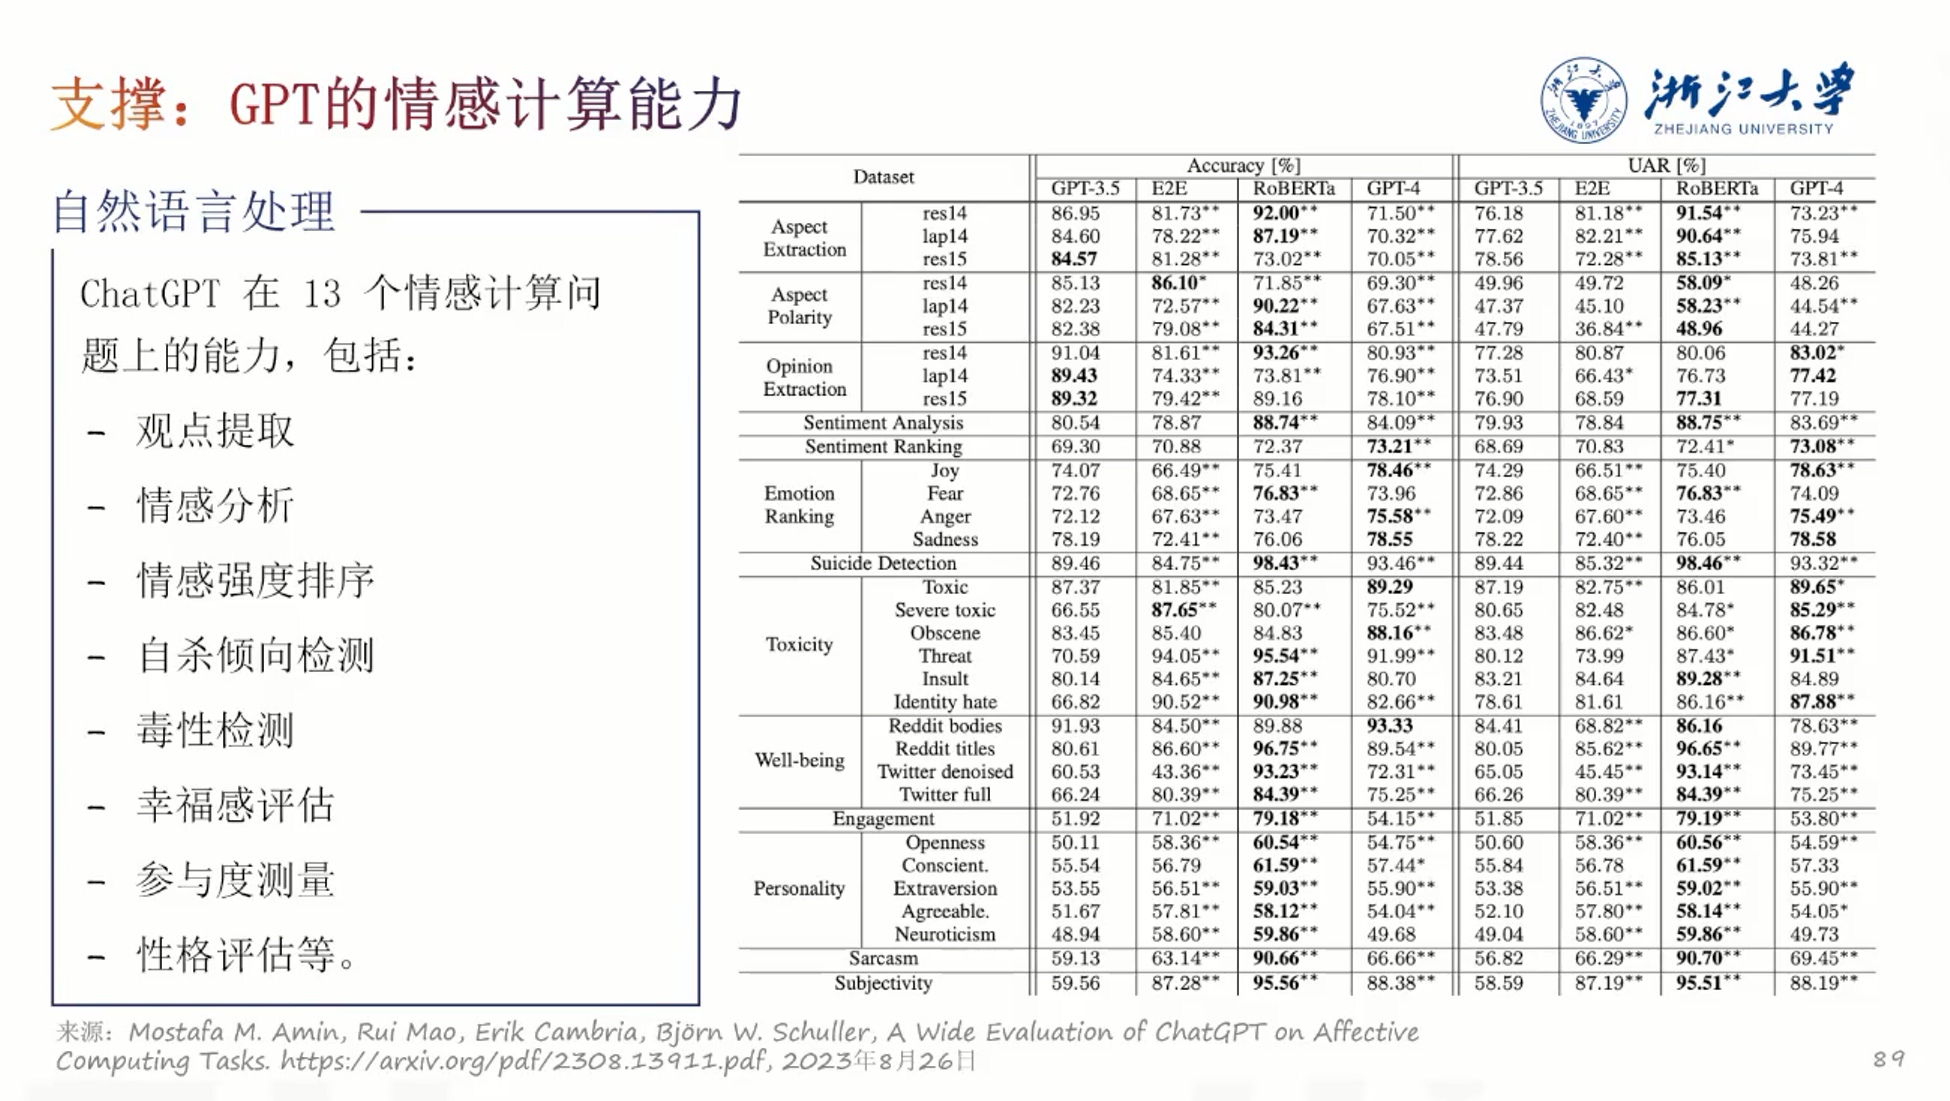 支撑：GPT的情感计算能力
浙江大学
ZHEJIANG UNIVERSITY
自然语言处理
ChatGPT 在 13 个情感计算问
题上的能力，包括：
– 观点提取
– 情感分析
– 情感强度排序
– 自杀倾向检测
– 毒性检测
– 幸福感评估
– 参与度测量
– 性格评估等。
Dataset Accuracy [%] UAR [%]
GPT-3.5 E2E RoBERTa GPT-4 GPT-3.5 E2E RoBERTa GPT-4
Aspect Extraction res14 86.95 81.73** 92.00** 71.50** 76.18 81.18** 91.54** 73.23**
lap14 84.60 78.22** 87.19** 70.32** 77.62 82.21** 90.64** 75.94
res15 84.57 81.28** 73.02** 70.05** 78.56 72.28** 85.13** 73.81**
Aspect Polarity res14 85.13 86.10* 71.85** 69.30** 49.96 49.72 58.09* 48.26
lap14 82.23 72.57** 90.22** 67.63** 47.37 45.10 58.23** 44.54**
res15 82.38 79.08** 84.31** 67.51** 47.79 36.84** 48.96 44.27
Opinion Extraction res14 91.04 81.61** 93.26** 80.93** 77.28 80.87 80.06 83.02*
lap14 89.43 74.33** 73.81** 76.90** 73.51 66.43* 76.73 77.42
res15 89.32 79.42** 89.16 78.10** 76.90 68.59 77.31 77.19
Sentiment Analysis 80.54 78.87 88.74** 84.09** 79.93 78.84 88.75** 83.69**
Sentiment Ranking 69.30 70.88 72.37 73.21** 68.69 70.83 72.41* 73.08**
Emotion Ranking Joy 74.07 66.49** 75.41 78.46** 74.29 66.51** 75.40 78.63**
Fear 72.76 68.65** 76.83** 73.96 72.86 68.65** 76.83** 74.09
Anger 72.12 67.63** 73.47 75.58** 72.09 67.60** 73.46 75.49**
Sadness 78.19 72.41** 76.06 78.55 78.22 72.40** 76.05 78.58
Suicide Detection 89.46 84.75** 98.43** 93.46** 89.44 85.32** 98.46** 93.32**
Toxicity Toxic 87.37 81.85** 85.23 89.29 87.19 82.75** 86.01 89.65*
Severe toxic 66.55 87.65** 80.07** 75.52** 80.65 82.48 84.78* 85.29**
Obscene 83.45 85.40 84.83 88.16** 83.48 86.62* 86.60* 86.78**
Threat 70.59 94.05** 95.54** 91.99** 80.12 73.99 87.43* 91.51**
Insult 80.14 84.65** 87.25** 80.70 83.21 84.64 89.28** 84.89
Identity hate 66.82 90.52** 90.98** 82.66** 78.61 81.61 86.16** 87.88**
Well-being Reddit bodies 91.93 84.50** 89.88 93.33 84.41 68.82** 86.16 78.63**
Reddit titles 80.61 86.60** 96.75** 89.54** 80.05 85.62** 96.65** 89.77**
Twitter denoised 60.53 43.36** 93.23** 72.31** 65.05 45.45** 93.14** 73.45**
Twitter full 66.24 80.39** 84.39** 75.25** 66.26 80.39** 84.39** 75.25**
Engagement 51.92 71.02** 79.18** 54.15** 51.85 71.02** 79.19** 53.80**
Personality Openness 50.11 58.36** 60.54** 54.75** 50.60 58.36** 60.56** 54.59**
Conscient. 55.54 56.79 61.59** 57.44* 55.84 56.78 61.59** 57.33
Extraversion 53.55 56.51** 59.03** 55.90** 53.38 56.51** 59.02** 55.90**
Agreeable. 51.67 57.81** 58.12** 54.04** 52.10 57.80** 58.14** 54.05*
Neuroticism 48.94 58.60** 59.86** 49.68 49.04 58.60** 59.86** 49.73
Sarcasm 59.13 63.14** 90.66** 66.66** 56.82 66.29** 90.70** 69.45**
Subjectivity 59.56 87.28** 95.56** 88.38** 58.59 87.19** 95.51** 88.19**
来源：Mostafa M. Amin, Rui Mao, Erik Cambria, Björn W. Schuller, A Wide Evaluation of ChatGPT on Affective
Computing Tasks. https://arxiv.org/pdf/2308.13911.pdf, 2023年8月26日
89